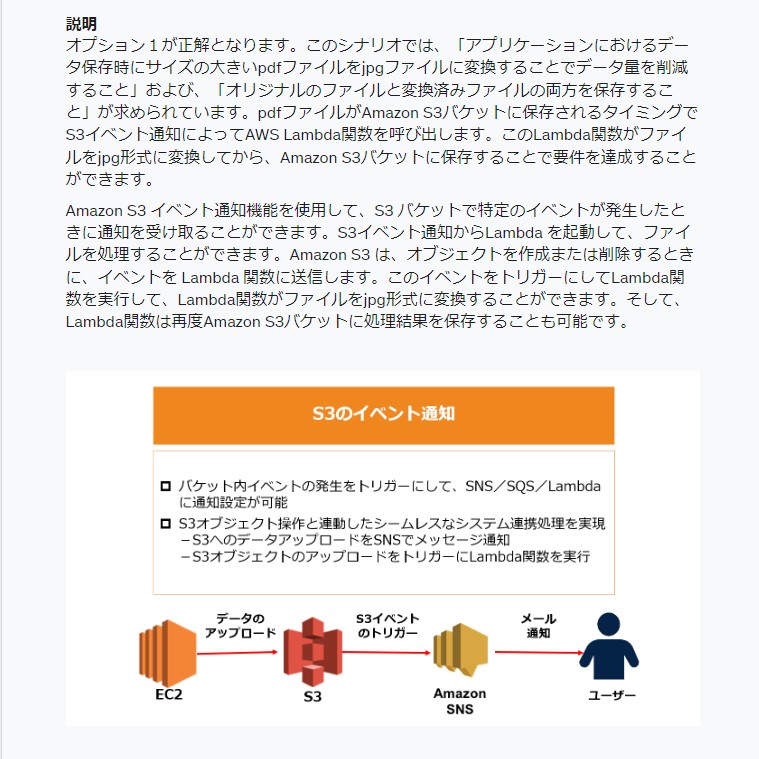 説明
オプション１が正解となります。このシナリオでは、「アプリケーションにおけるデー
タ保存時にサイズの大きいpdfファイルをjpgファイルに変換することでデータ量を削減
すること」および、「オリジナルのファイルと変換済みファイルの両方を保存するこ
と」が求められています。pdfファイルがAmazon S3バケットに保存されるタイミングで
S3イベント通知によってAWS Lambda関数を呼び出します。このLambda関数がファイ
ルをjpg形式に変換してから、Amazon S3バケットに保存することで要件を達成すること
ができます。
Amazon S3 イベント通知機能を使用して、S3 バケットで特定のイベントが発生したと
きに通知を受け取ることができます。S3イベント通知からLambda を起動して、ファイ
ルを処理することができます。Amazon S3 は、オブジェクトを作成または削除するとき
に、イベントを Lambda 関数に送信します。このイベントをトリガーにしてLambda関
数を実行して、Lambda関数がファイルをjpg形式に変換することができます。そして、
Lambda関数は再度Amazon S3バケットに処理結果を保存することも可能です。
S3のイベント通知
バケット内イベントの発生をトリガーにして、SNS／SQS／Lambda
に通知設定が可能
S3オブジェクト操作と連動したシームレスなシステム連携処理を実現
－S3へのデータアップロードをSNSでメッセージ通知
－S3オブジェクトのアップロードをトリガーにLambda関数を実行
データの
アップロード
S3イベント
のトリガー
メール
通知
EC2
S3
Amazon
SNS
ユーザー